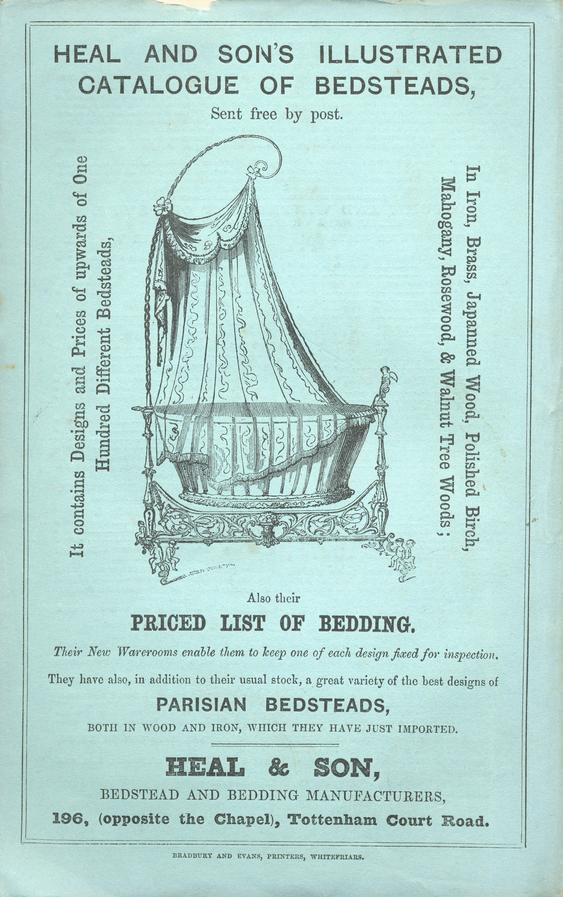 HEAL AND SON'S ILLUSTRATED
CATALOGUE OF BEDSTEADS,
Sent free by post.
It contains Designs and Prices of upwards of One
Hundred Different Bedsteads,
In Iron, Brass, Japanned Wood, Polished Birch,
Mahogany, Rosewood, & Walnut Tree Woods;
Also their
PRICED LIST OF BEDDING.
Their New Warerooms enable them to keep one of each design fixed for inspection.
They have also, in addition to their usual stock, a great variety of the best designs of
PARISIAN BEDSTEADS,
BOTH IN WOOD AND IRON, WHICH THEY HAVE JUST IMPORTED.
HEAL & SON,
BEDSTEAD AND BEDDING MANUFACTURERS,
196, (opposite the Chapel), Tottenham Court Road.
BRADBURY AND EVANS, PRINTERS, WHITEFRIARS.